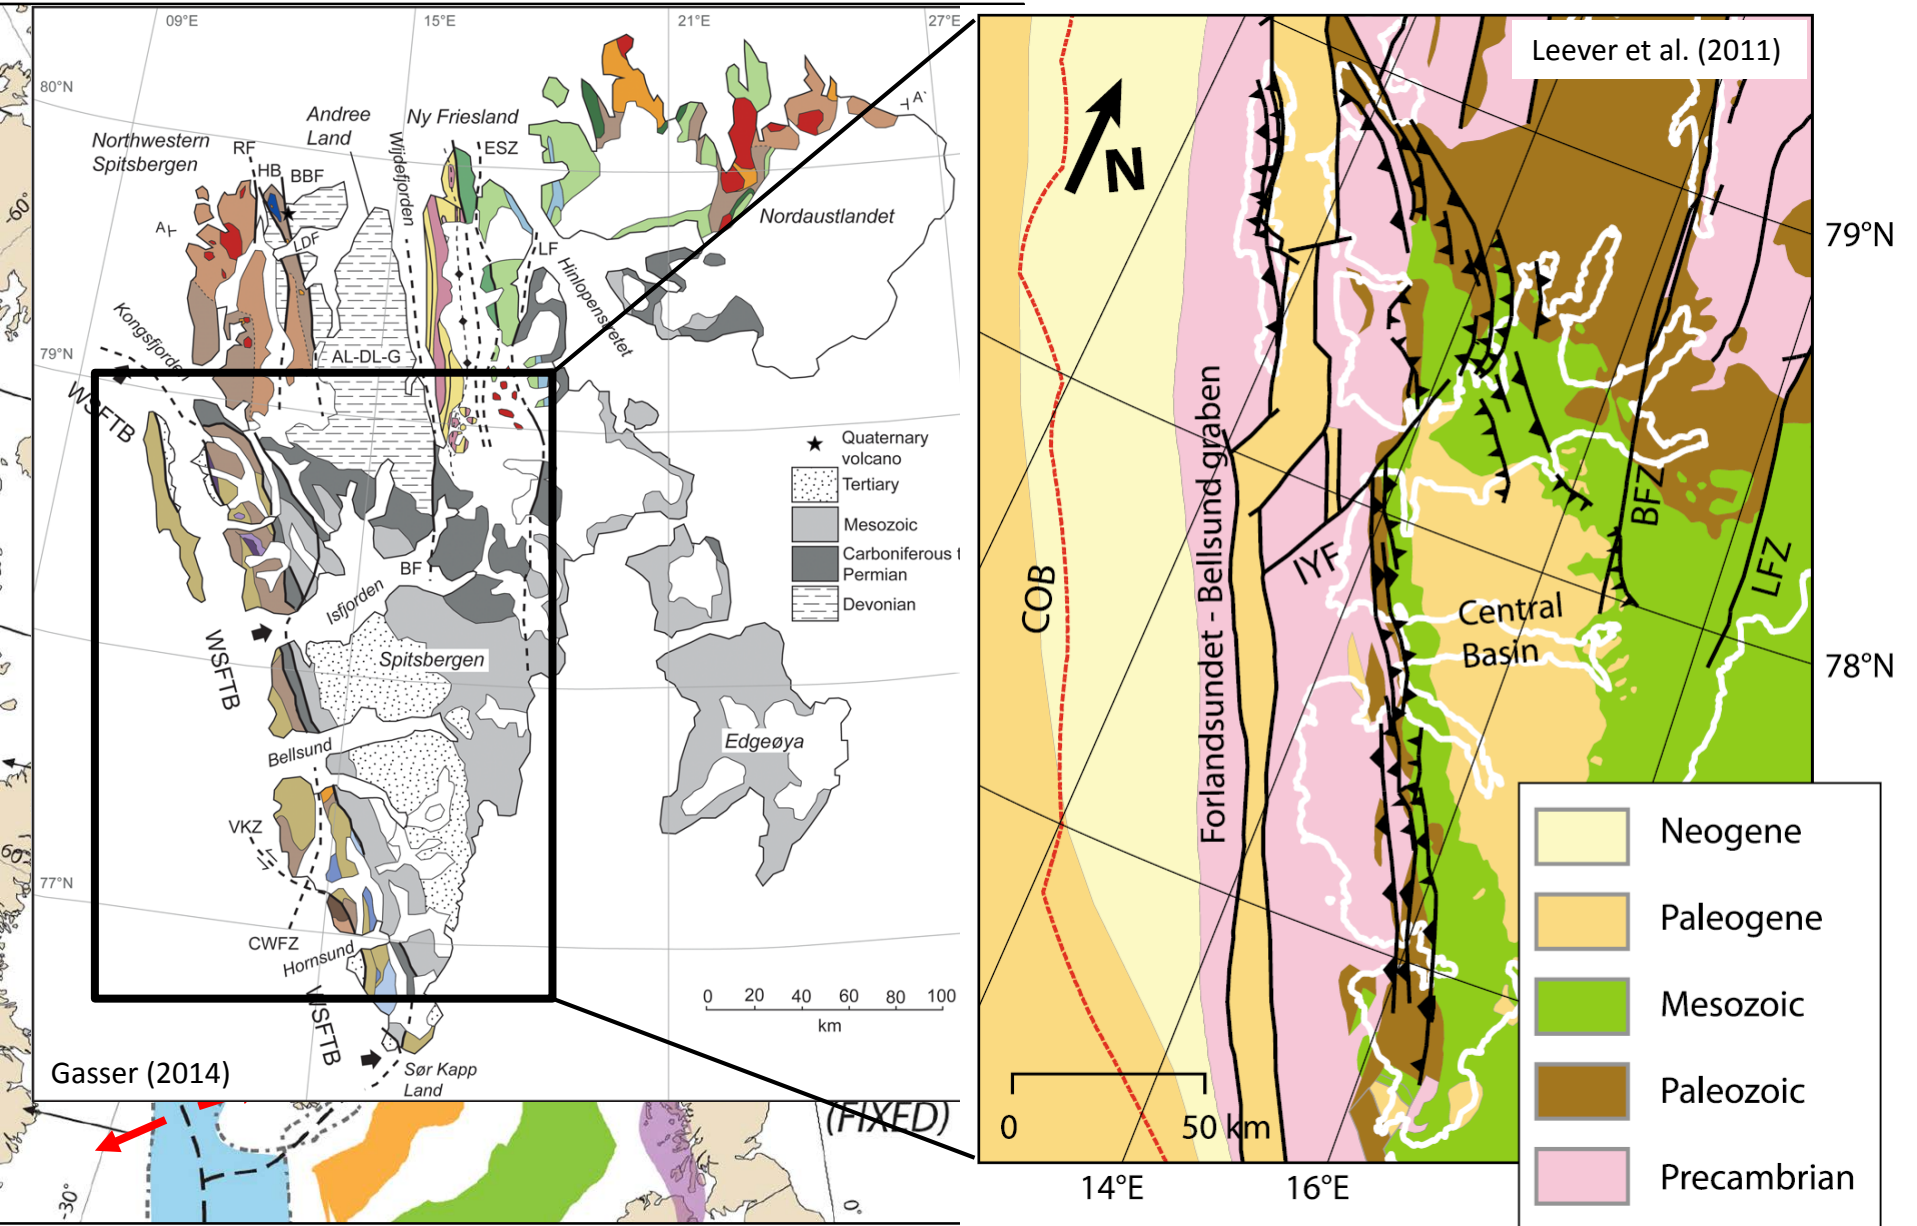 09°E
15°E
21°E
27°E
80°N
79°N
77°N
Northwestern
Spitsbergen
Andree
Land
Ny Friesland
Wijdefjorden
RF
HB
BBF
ESZ
LDF
LF
A
A`
Hinlopenstretet
Nordaustlandet
Kongsfjorden
AL-DL-G
WSFTB
BF
Isfjorden
WSFTB
Spitsbergen
Bellsund
Edgeøya
VKZ
CWFZ
Hornsund
WSFTB
Sør Kapp
Land
Quaternary
volcano
Tertiary
Mesozoic
Carboniferous
Permian
Devonian
0 20 40 60 80 100
km
Gasser (2014)
(FIXED)
-60°
-30°
0°
Leever et al. (2011)
N
79°N
78°N
Forlandsundet - Bellsund graben
COB
IYF
BFZ
LFZ
Central
Basin
0 50 km
14°E
16°E
Neogene
Paleogene
Mesozoic
Paleozoic
Precambrian